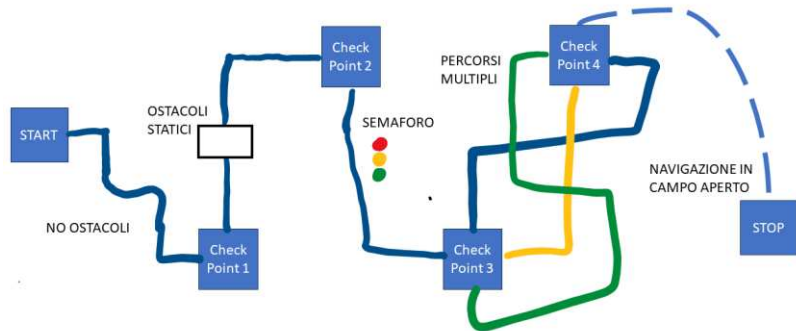 START
NO OSTACOLI
Check
Point 1
OSTACOLI
STATICI
Check
Point 2
SEMAFORO
Check
Point 3
PERCORSI
MULTIPLI
Check
Point 4
NAVIGAZIONE IN
CAMPO APERTO
STOP